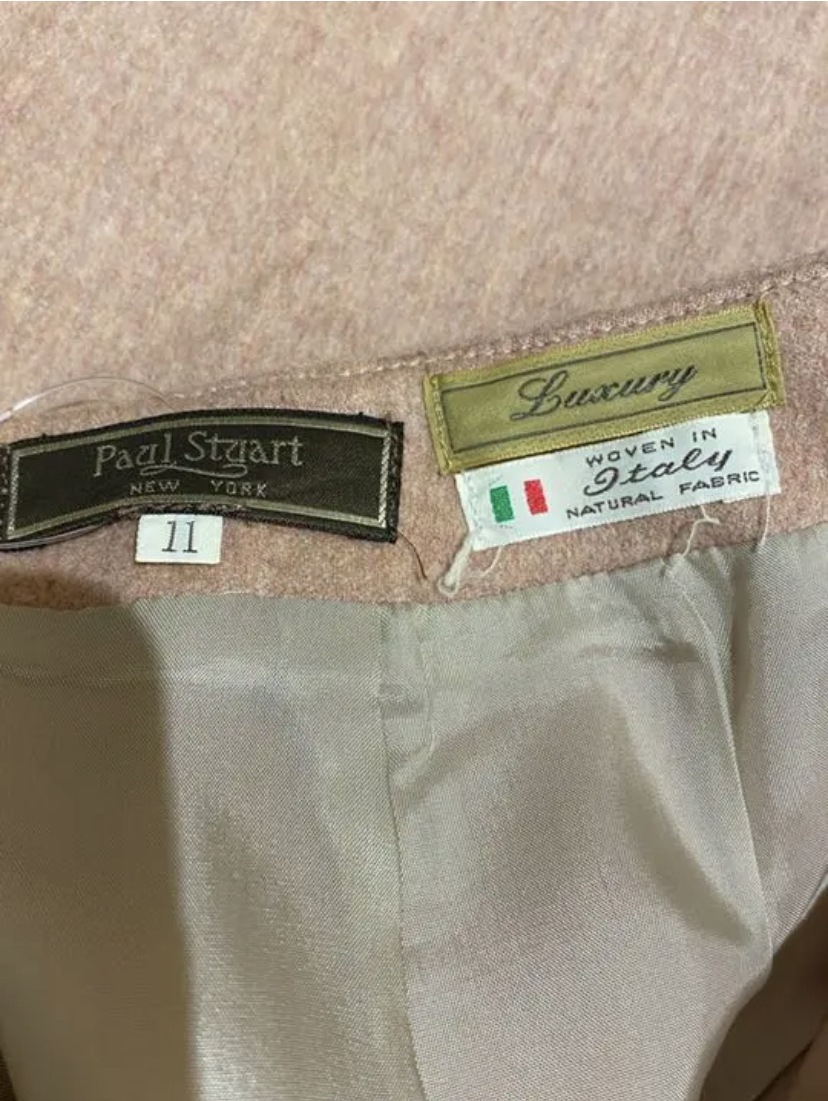 Paul Stuart
NEW YORK
11
Luxury
WOVEN IN
Italy
NATURAL FABRIC